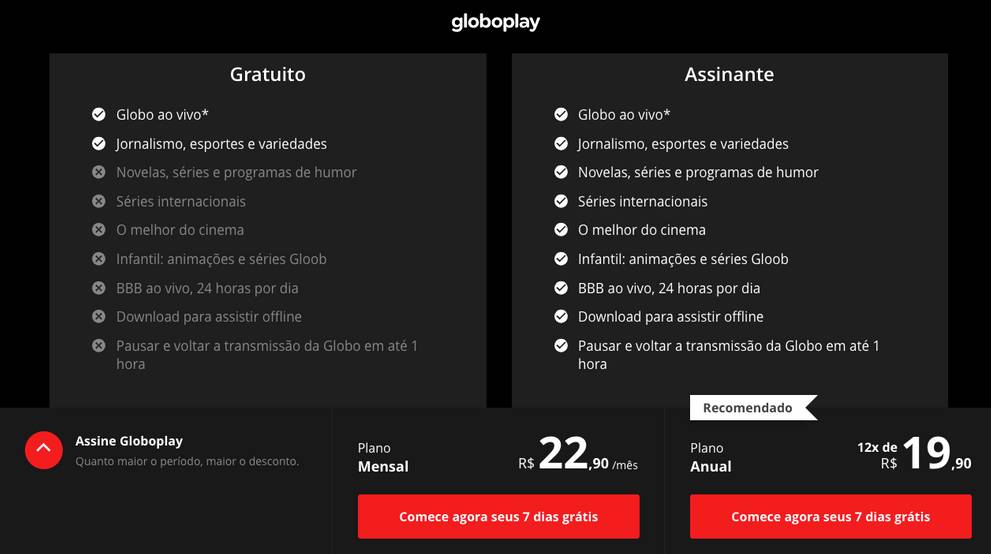 globoplay
Gratuito
Globo ao vivo*
Jornalismo, esportes e variedades
Novelas, séries e programas de humor
Séries internacionais
O melhor do cinema
Infantil: animações e séries Gloob
BBB ao vivo, 24 horas por dia
Download para assistir offline
Pausar e voltar a transmissão da Globo em até 1
hora
Assinante
Globo ao vivo*
Jornalismo, esportes e variedades
Novelas, séries e programas de humor
Séries internacionais
O melhor do cinema
Infantil: animações e séries Gloob
BBB ao vivo, 24 horas por dia
Download para assistir offline
Pausar e voltar a transmissão da Globo em até 1
hora
Assine Globoplay
Quanto maior o período, maior o desconto.
Plano
Mensal
R$ 22,90 /mês
Comece agora seus 7 dias grátis
Recomendado
Plano
Anual
12x de
R$ 19,90
Comece agora seus 7 dias grátis